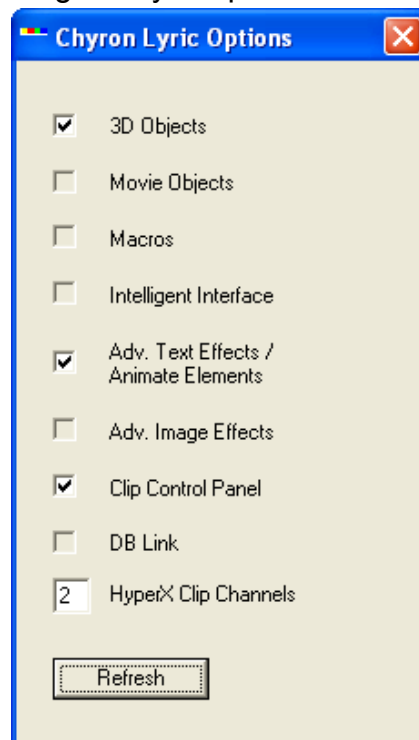 Chyron Lyric Options
3D Objects
Movie Objects
Macros
Intelligent Interface
Adv. Text Effects /
Animate Elements
Adv. Image Effects
Clip Control Panel
DB Link
2 HyperX Clip Channels
Refresh